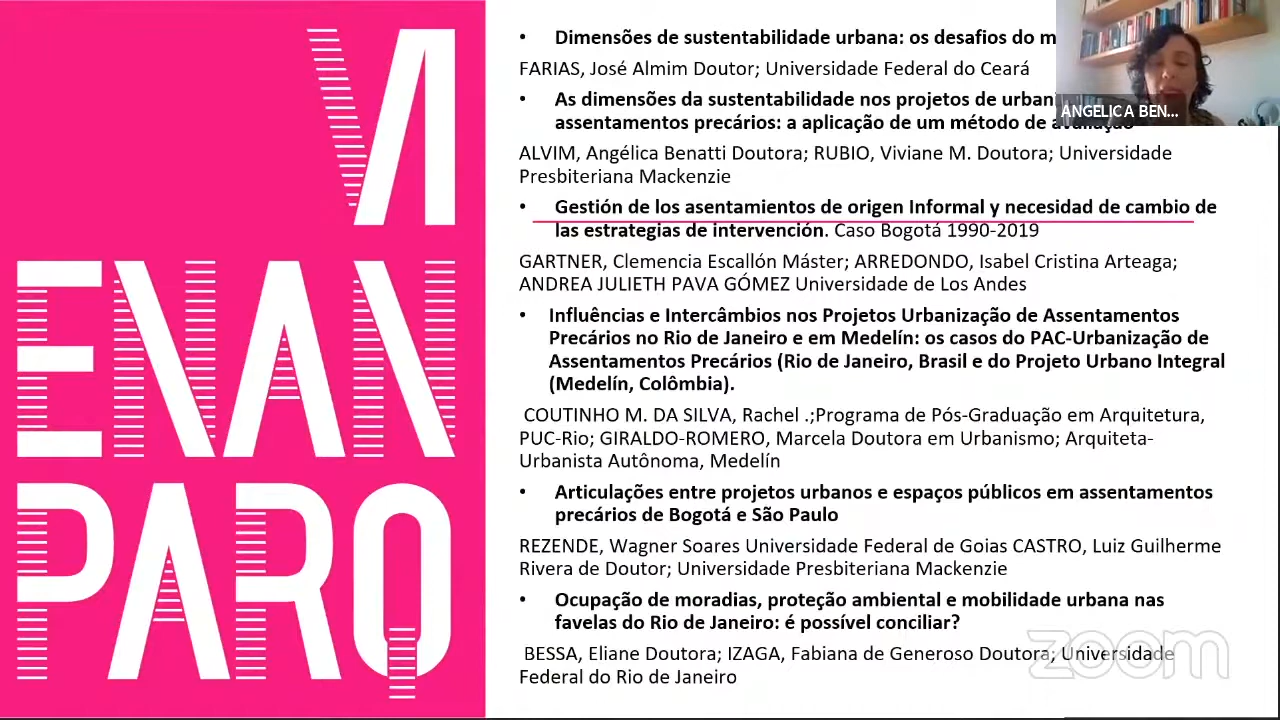 VI
ENAN
PARQ
• Dimensões de sustentabilidade urbana: os desafios do
FARIAS, José Almim Doutor; Universidade Federal do Ceará
• As dimensões da sustentabilidade nos projetos de
assentamentos precários: a aplicação de um método de
ALVIM, Angélica Benatti Doutora; RUBIO, Viviane M. Doutora; Universidade
Presbiteriana Mackenzie
• Gestión de los asentamientos de origen Informal y necesidad de cambio de
las estrategias de intervención. Caso Bogotá 1990-2019
GARTNER, Clemencia Escallón Máster; ARREDONDO, Isabel Cristina Arteaga;
ANDREA JULIETH PAVA GÓMEZ Universidade de Los Andes
• Influências e Intercâmbios nos Projetos Urbanização de Assentamentos
Precários no Rio de Janeiro e em Medelín: os casos do PAC-Urbanização de
Assentamentos Precários (Rio de Janeiro, Brasil e do Projeto Urbano Integral
(Medelín, Colômbia).
COUTINHO M. DA SILVA, Rachel .;Programa de Pós-Graduação em Arquitetura,
PUC-Rio; GIRALDO-ROMERO, Marcela Doutora em Urbanismo; Arquiteta-
Urbanista Autônoma, Medelín
• Articulações entre projetos urbanos e espaços públicos em assentamentos
precários de Bogotá e São Paulo
REZENDE, Wagner Soares Universidade Federal de Goias CASTRO, Luiz Guilherme
Rivera de Doutor; Universidade Presbiteriana Mackenzie
• Ocupação de moradias, proteção ambiental e mobilidade urbana nas
favelas do Rio de Janeiro: é possível conciliar?
BESSA, Eliane Doutora; IZAGA, Fabiana de Generoso Doutora; Universidade
Federal do Rio de Janeiro
ANGELICA BEN...
zoom